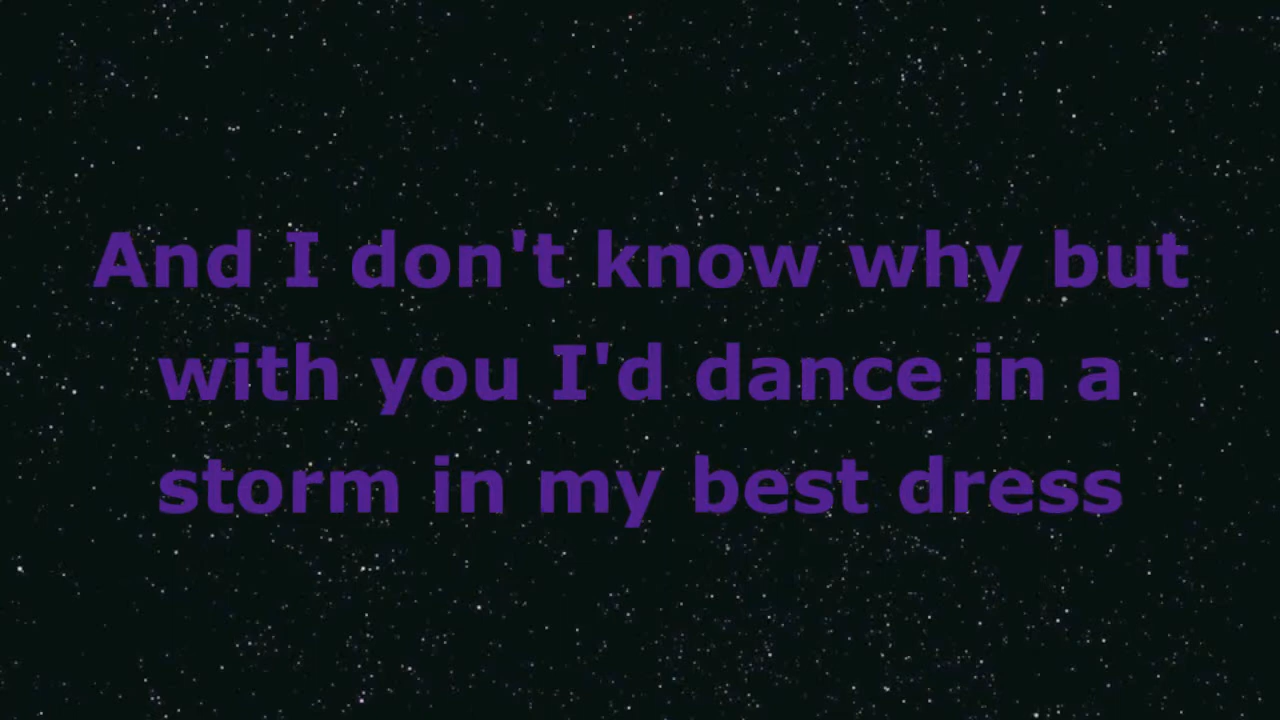 And I don't know why but
with you I'd dance in a
storm in my best dress